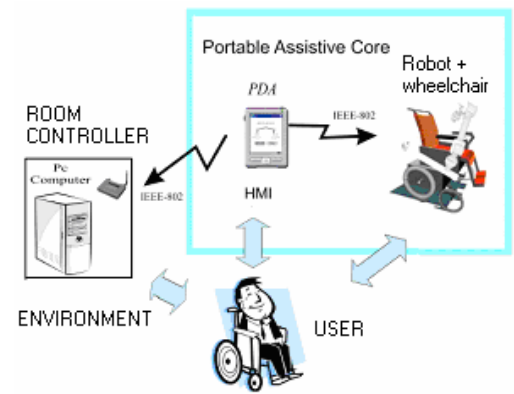 Portable Assistive Core
Robot +
wheelchair
PDA
IEEE-802
ROOM
CONTROLLER
Pc
Computer
IEEE-802
HMI
ENVIRONMENT
USER